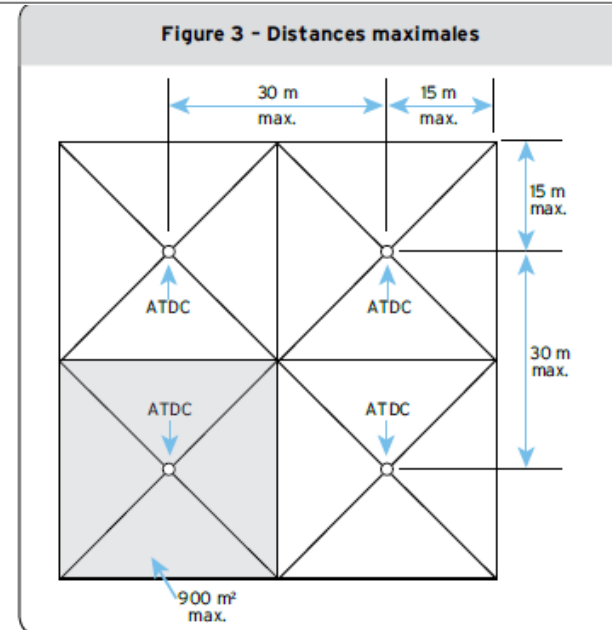 Figure 3 – Distances maximales
30 m
max.
15 m
max.
15 m
max.
ATDC
ATDC
30 m
max.
ATDC
ATDC
900 m²
max.